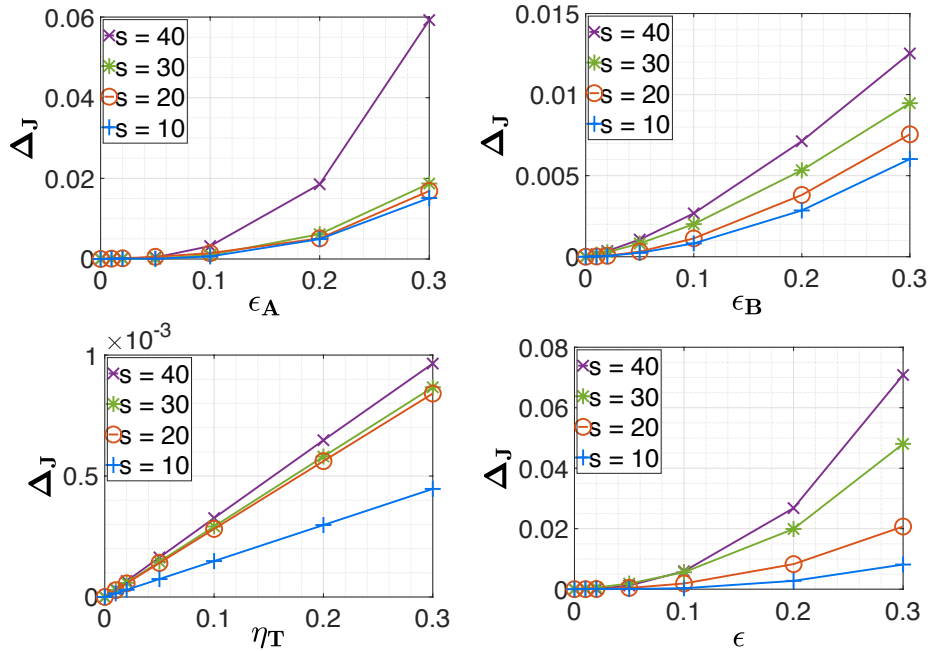 0.06
0.04
0.02
0
s = 40
s = 30
s = 20
s = 10
Δ_J
0 0.1 0.2 0.3
ϵ_A
0.015
0.01
0.005
0
s = 40
s = 30
s = 20
s = 10
Δ_J
0 0.1 0.2 0.3
ϵ_B
×10⁻³
1
0.5
0
s = 40
s = 30
s = 20
s = 10
Δ_J
0 0.1 0.2 0.3
η_T
0.08
0.06
0.04
0.02
0
s = 40
s = 30
s = 20
s = 10
Δ_J
0 0.1 0.2 0.3
ϵ